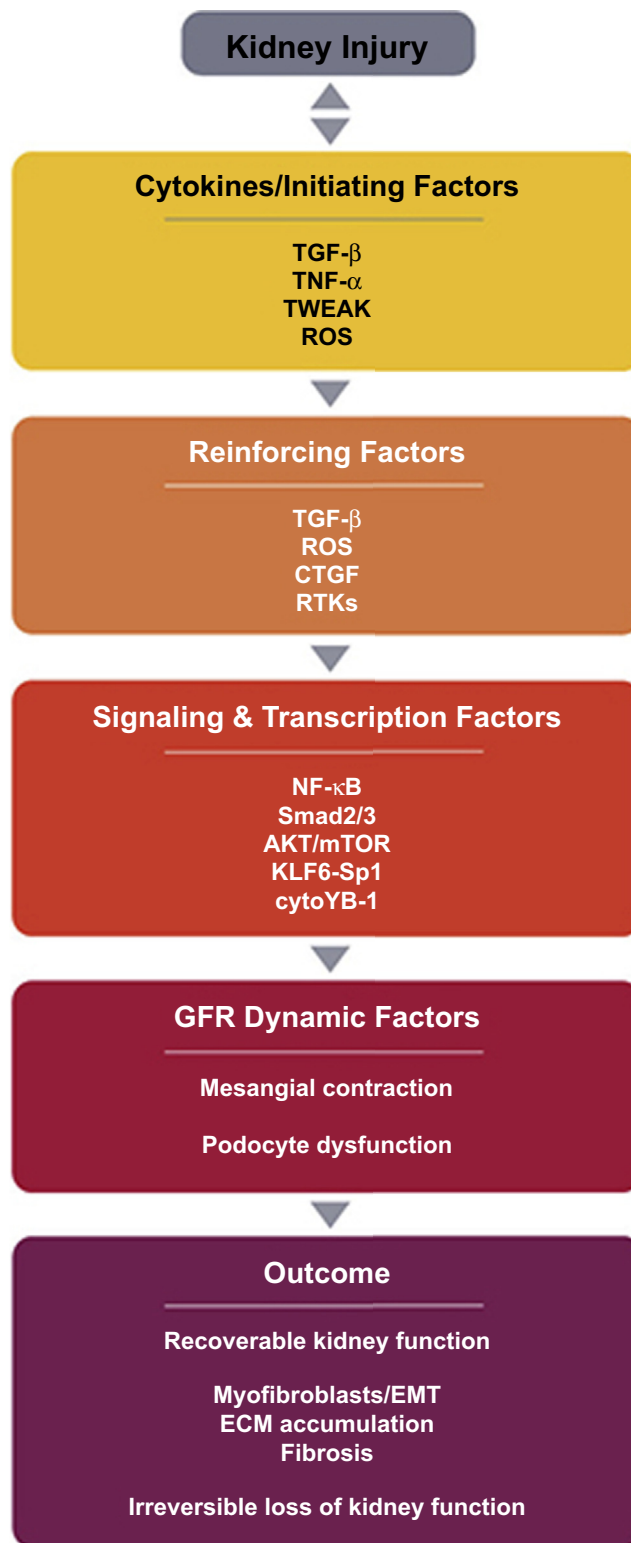 Kidney Injury
Cytokines/Initiating Factors
TGF-β
TNF-α
TWEAK
ROS
Reinforcing Factors
TGF-β
ROS
CTGF
RTKs
Signaling & Transcription Factors
NF-κB
Smad2/3
AKT/mTOR
KLF6-Sp1
cytoYB-1
GFR Dynamic Factors
Mesangial contraction
Podocyte dysfunction
Outcome
Recoverable kidney function
Myofibroblasts/EMT
ECM accumulation
Fibrosis
Irreversible loss of kidney function